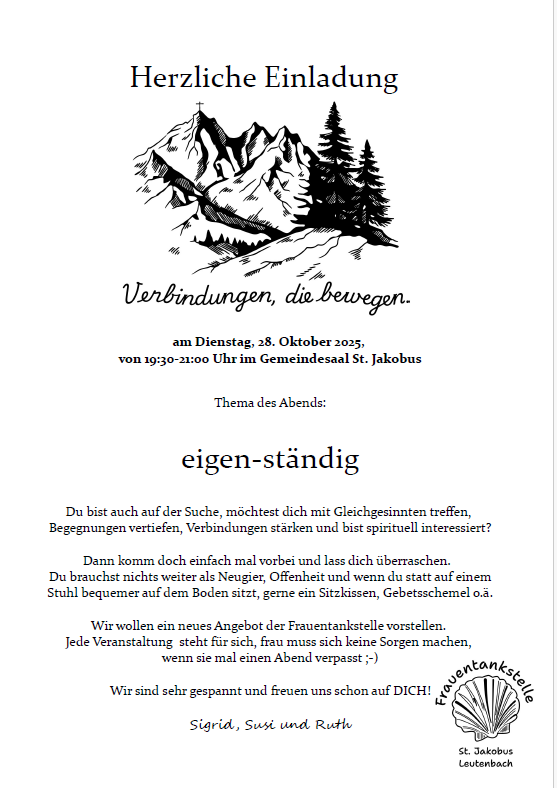 Herzliche Einladung
Verbindungen, die bewegen.
am Dienstag, 28. Oktober 2025,
von 19:30-21:00 Uhr im Gemeindesaal St. Jakobus
Thema des Abends:
eigen-ständig
Du bist auch auf der Suche, möchtest dich mit Gleichgesinnten treffen,
Begegnungen vertiefen, Verbindungen stärken und bist spirituell interessiert?
Dann komm doch einfach mal vorbei und lass dich überraschen.
Du brauchst nichts weiter als Neugier, Offenheit und wenn du statt auf einem
Stuhl bequemer auf dem Boden sitzt, gerne ein Sitzkissen, Gebetsschemel o.ä.
Wir wollen ein neues Angebot der Frauentankstelle vorstellen.
Jede Veranstaltung steht für sich, frau muss sich keine Sorgen machen,
wenn sie mal einen Abend verpasst ;-)
Wir sind sehr gespannt und freuen uns schon auf DICH!
Sigrid, Susi und Ruth
Frauentankstelle
St. Jakobus
Leutenbach